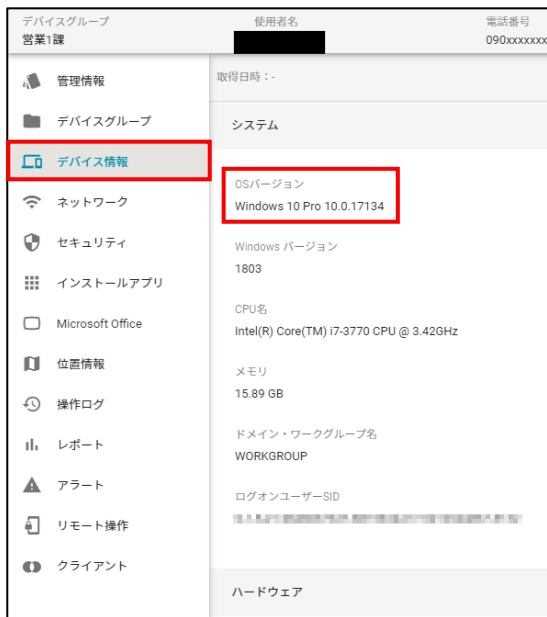 デバイスグループ
営業1課
使用者名
電話番号
090xxxxxxx
管理情報
デバイスグループ
デバイス情報
ネットワーク
セキュリティ
インストールアプリ
Microsoft Office
位置情報
操作ログ
レポート
アラート
リモート操作
クライアント
取得日時：-
システム
OSバージョン
Windows 10 Pro 10.0.17134
Windows バージョン
1803
CPU名
Intel(R) Core(TM) i7-3770 CPU @ 3.42GHz
メモリ
15.89 GB
ドメイン・ワークグループ名
WORKGROUP
ログオンユーザーSID
ハードウェア